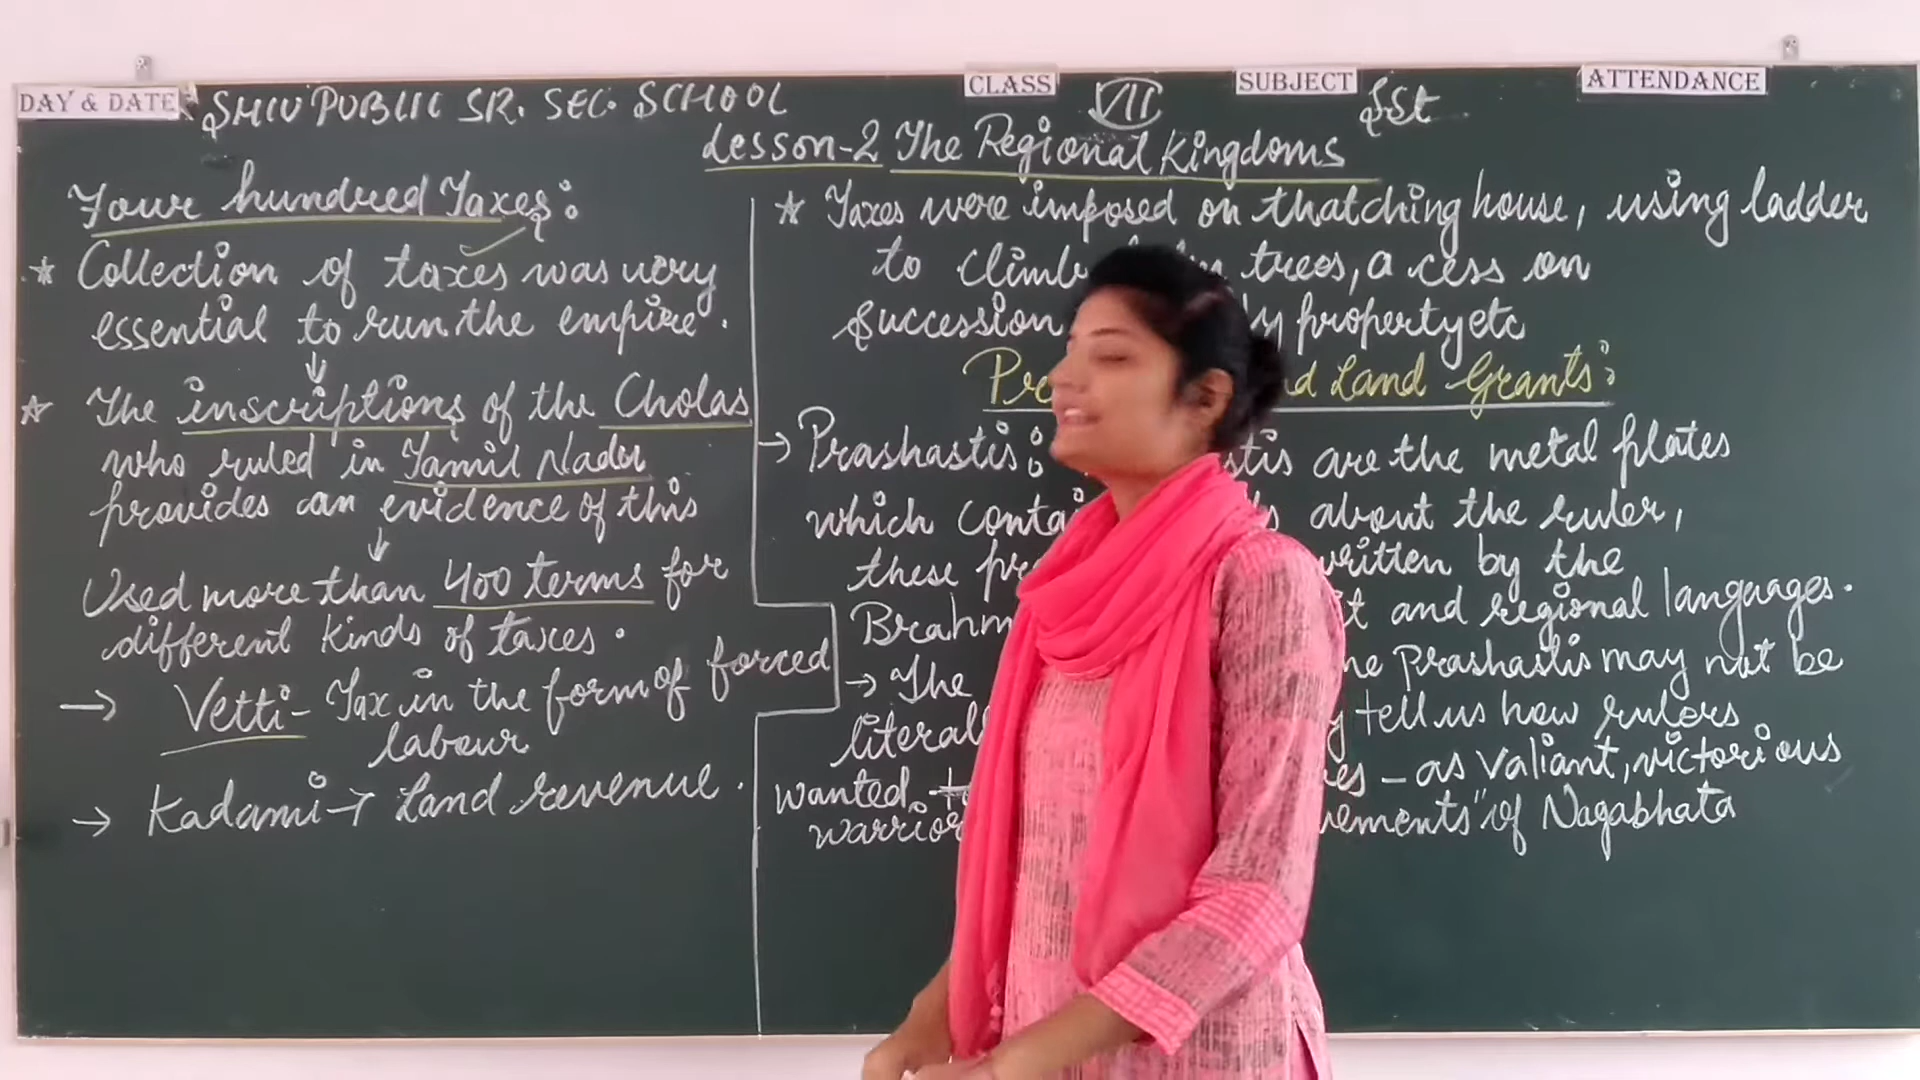 DAY & DATE
SHIV PUBLIC SR. SEC. SCHOOL
CLASS
VII
SUBJECT
SSt
ATTENDANCE
Lesson-2 The Regional Kingdoms
Four hundred Taxes:
★ Collection of taxes was very
essential to run the empire.
↓
★ The inscriptions of the Cholas
who ruled in Tamil Nadu
provides an evidence of this
↓
Used more than 400 terms for
different kinds of taxes.
→ Vetti - Tax in the form of forced
labour
→ Kadami → Land revenue.
★ Taxes were imposed on thatching house, using ladder
to climb trees, a cess on
succession property etc
Land Grants:
→ Prashastis: are the metal plates
which about the ruler,
these written by the
and regional languages.
→ The Prashastis may not be
tell us how rulers
wanted to - as valiant, victorious
of Nagabhata